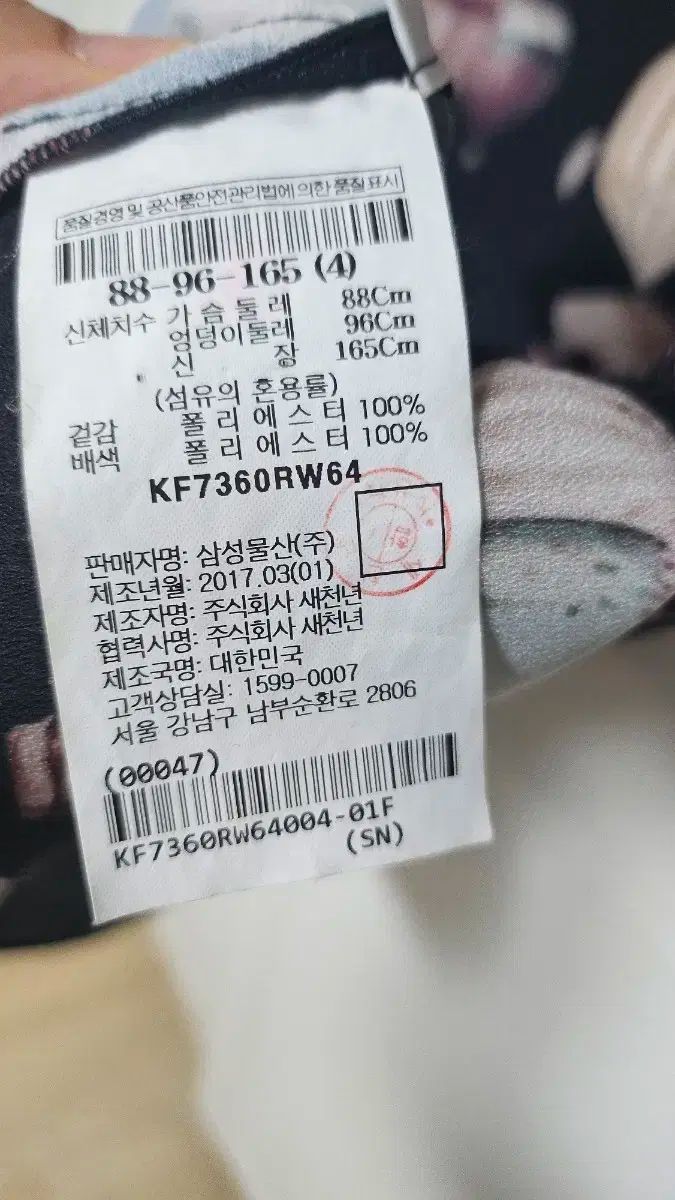 품질경영 및 공산품안전관리법에 의한 품질표시
88-96-165 (4)
신체치수 가 슴 둘 레 88Cm
엉덩이둘레 96Cm
신 장 165Cm
(섬유의 혼용률)
겉감 폴 리 에 스 터 100%
배색 폴 리 에 스 터 100%
KF7360RW64
판매자명: 삼성물산(주)
제조년월: 2017.03(01)
제조자명: 주식회사 새천년
협력사명: 주식회사 새천년
제조국명: 대한민국
고객상담실: 1599-0007
서울 강남구 남부순환로 2806
(00047)
KF7360RW64004-01F
(SN)